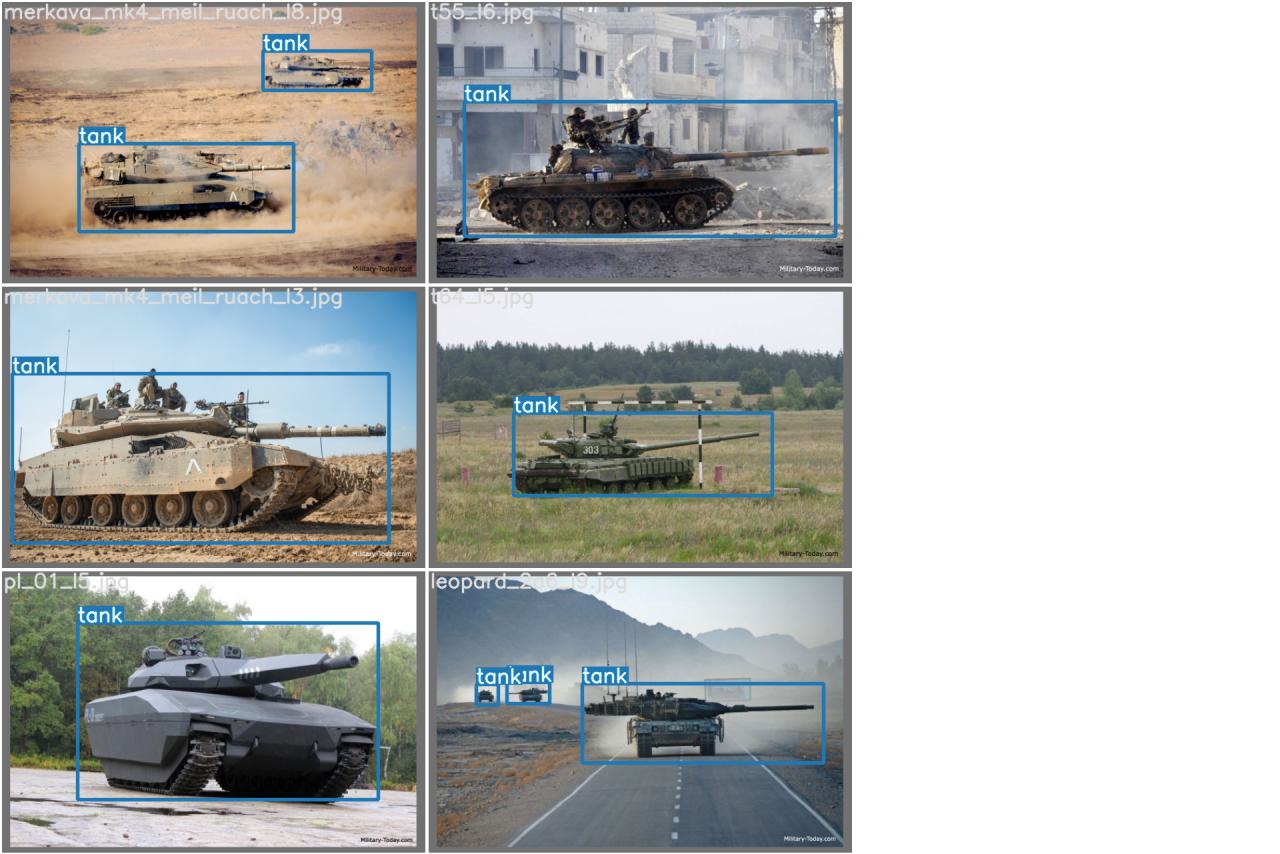 merkava_mk4_meil_ruach_l8.jpg
tank
tank
Military-Today.com
t55_l6.jpg
tank
Military-Today.com
merkava_mk4_meil_ruach_l3.jpg
tank
Military-Today.com
t64_l5.jpg
tank
303
Military-Today.com
pl_01_l5.jpg
tank
Military-Today.com
leopard_2a6_l9.jpg
tank
tank
Military-Today.com